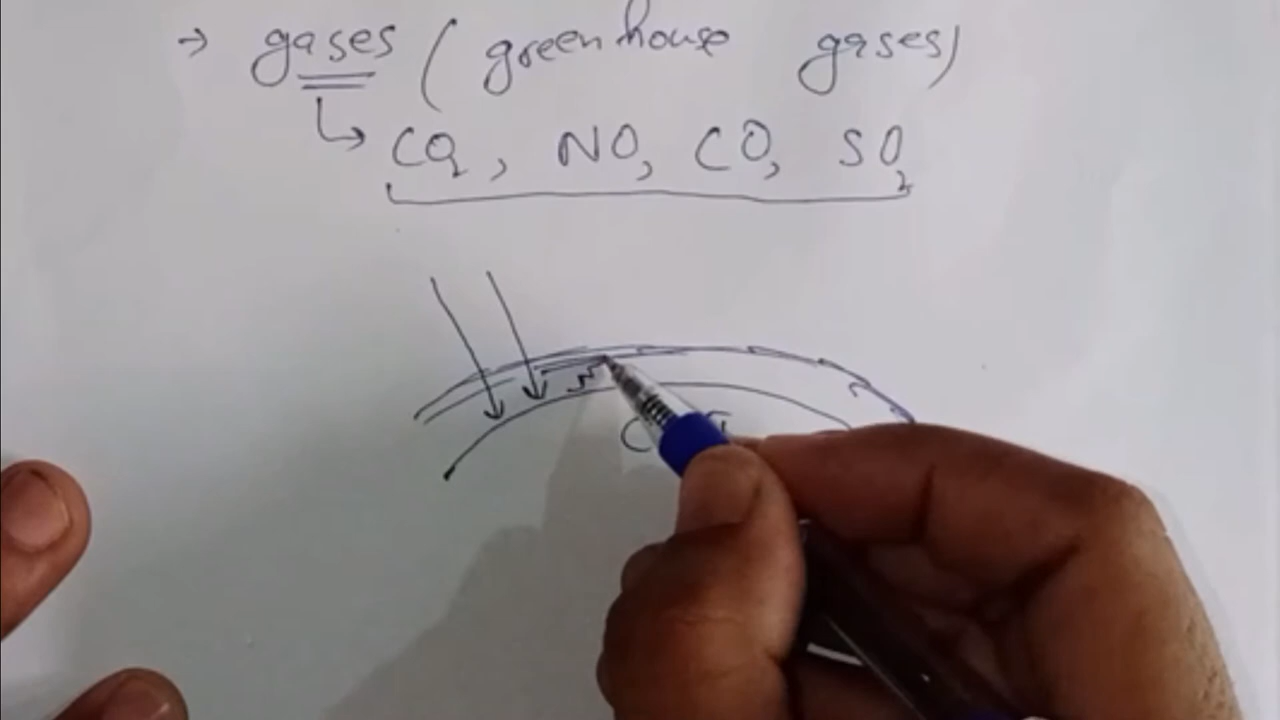 → gases (greenhouse gases)
↳ CO₂, NO, CO, SO₂